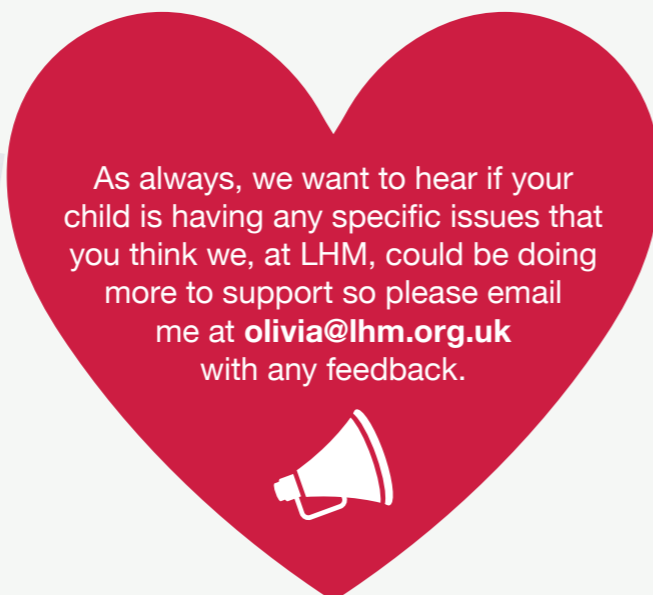 As always, we want to hear if your
child is having any specific issues that
you think we, at LHM, could be doing
more to support so please email
me at olivia@lhm.org.uk
with any feedback.